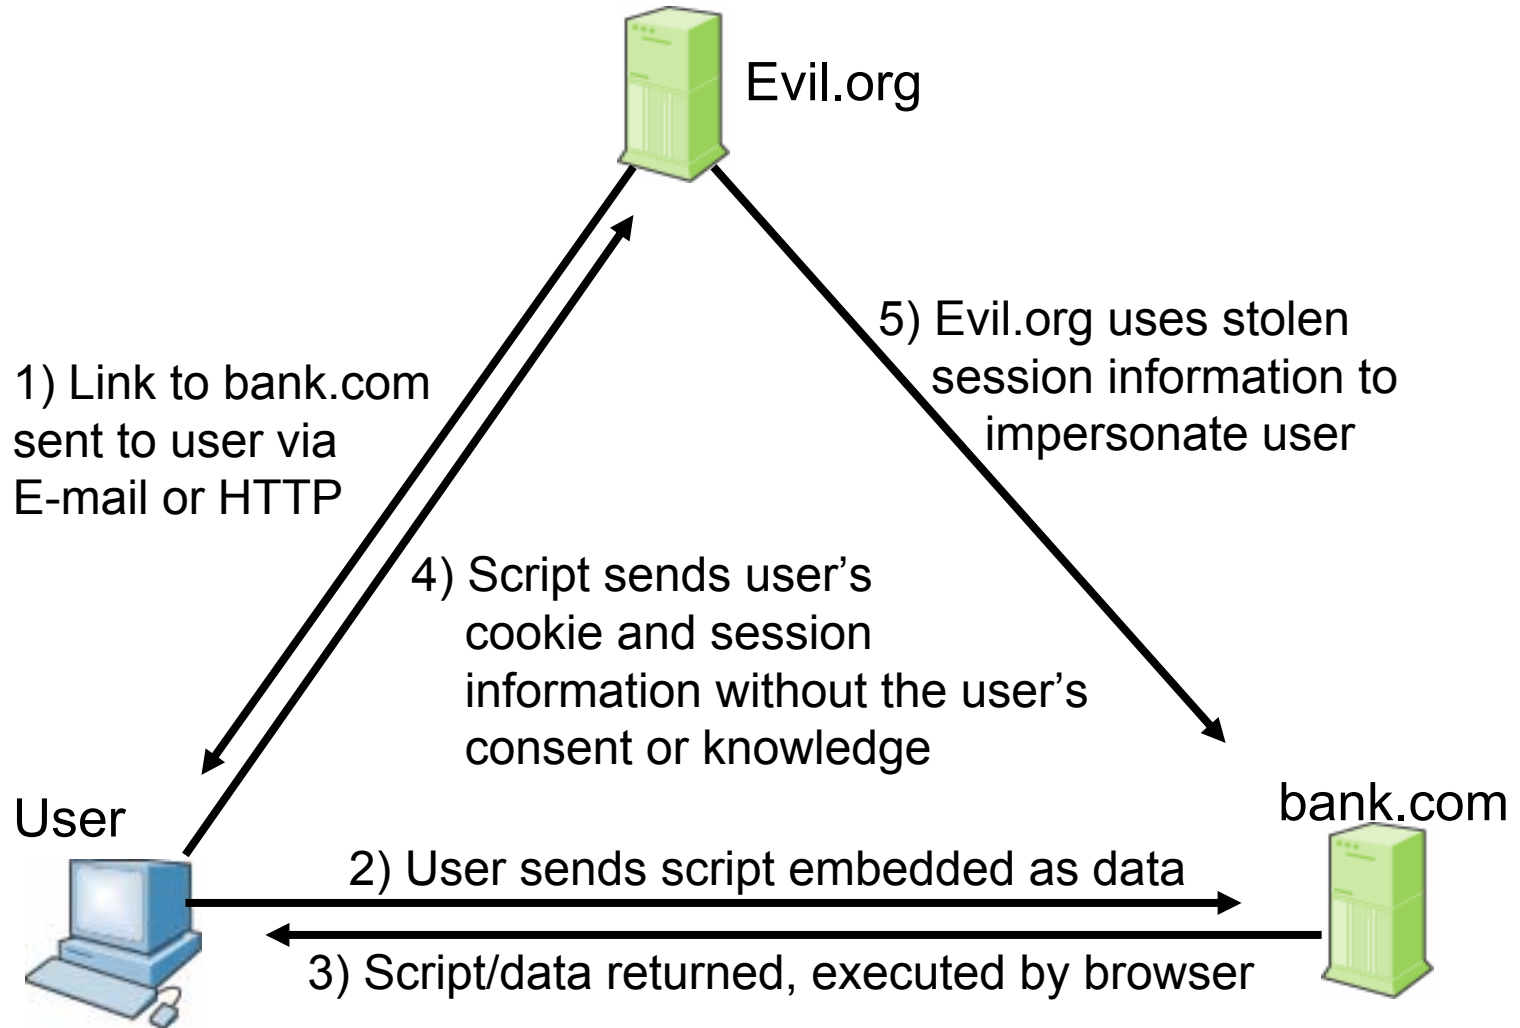 Evil.org
1) Link to bank.com
sent to user via
E-mail or HTTP
5) Evil.org uses stolen
session information to
impersonate user
4) Script sends user’s
cookie and session
information without the user’s
consent or knowledge
User
bank.com
2) User sends script embedded as data
3) Script/data returned, executed by browser